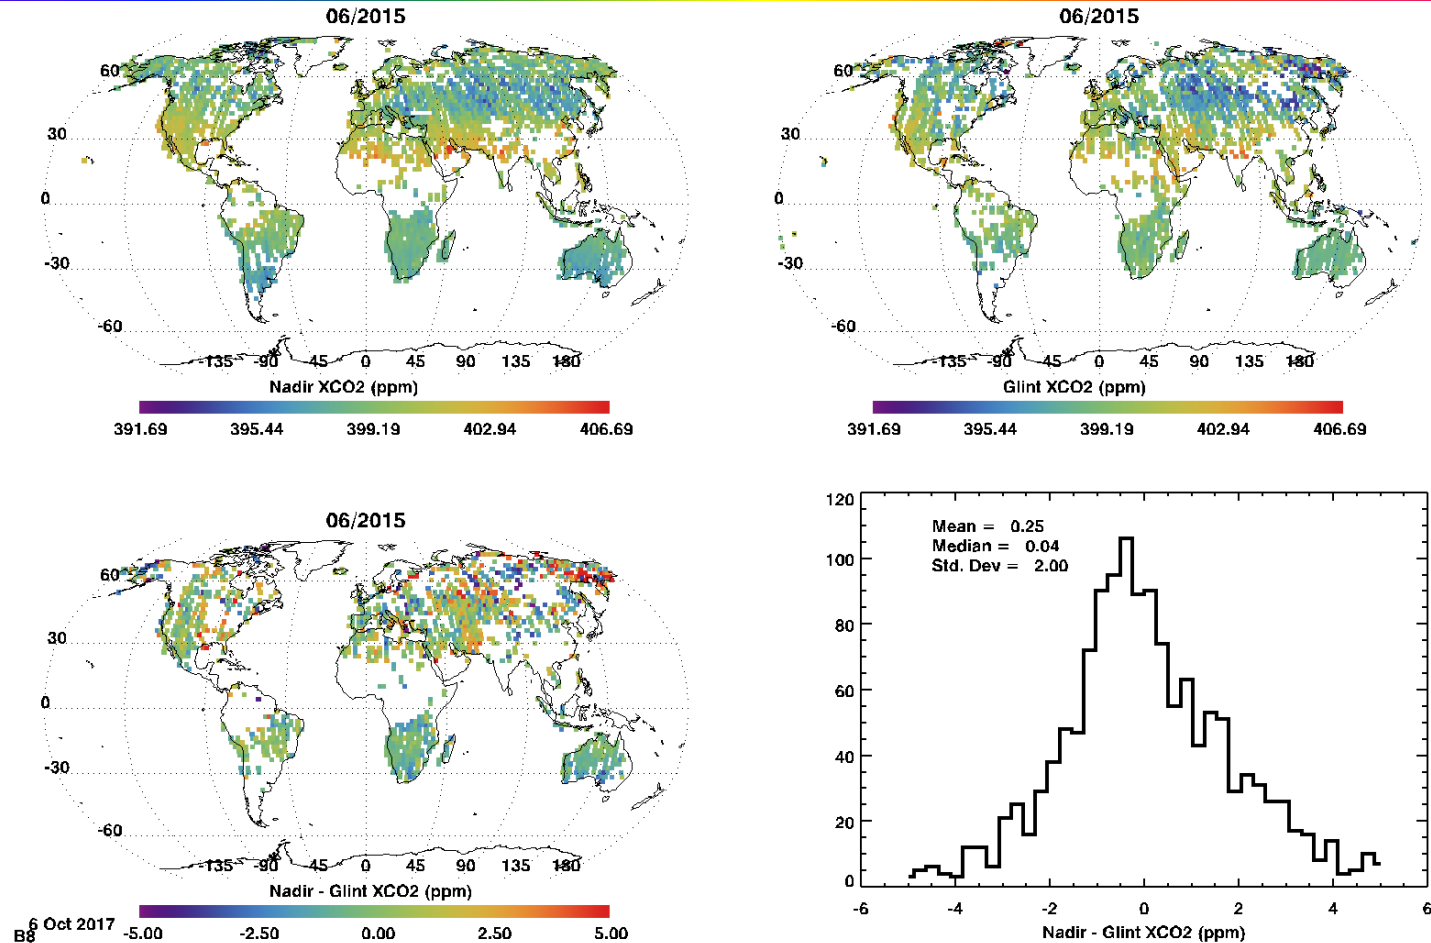 06/2015
60
30
0
-30
-60
-135 -90 45 0 45 90 135 180
Nadir XCO2 (ppm)
391.69 395.44 399.19 402.94 406.69
06/2015
60
30
0
-30
-60
-135 -90 45 0 45 90 135 180
Glint XCO2 (ppm)
391.69 395.44 399.19 402.94 406.69
06/2015
60
30
0
-30
-60
-135 -90 45 0 45 90 135 180
Nadir - Glint XCO2 (ppm)
-5.00 -2.50 0.00 2.50 5.00
6 Oct 2017
B8
120
100
80
60
40
20
0
Mean = 0.25
Median = 0.04
Std. Dev = 2.00
-6 -4 -2 0 2 4 6
Nadir - Glint XCO2 (ppm)